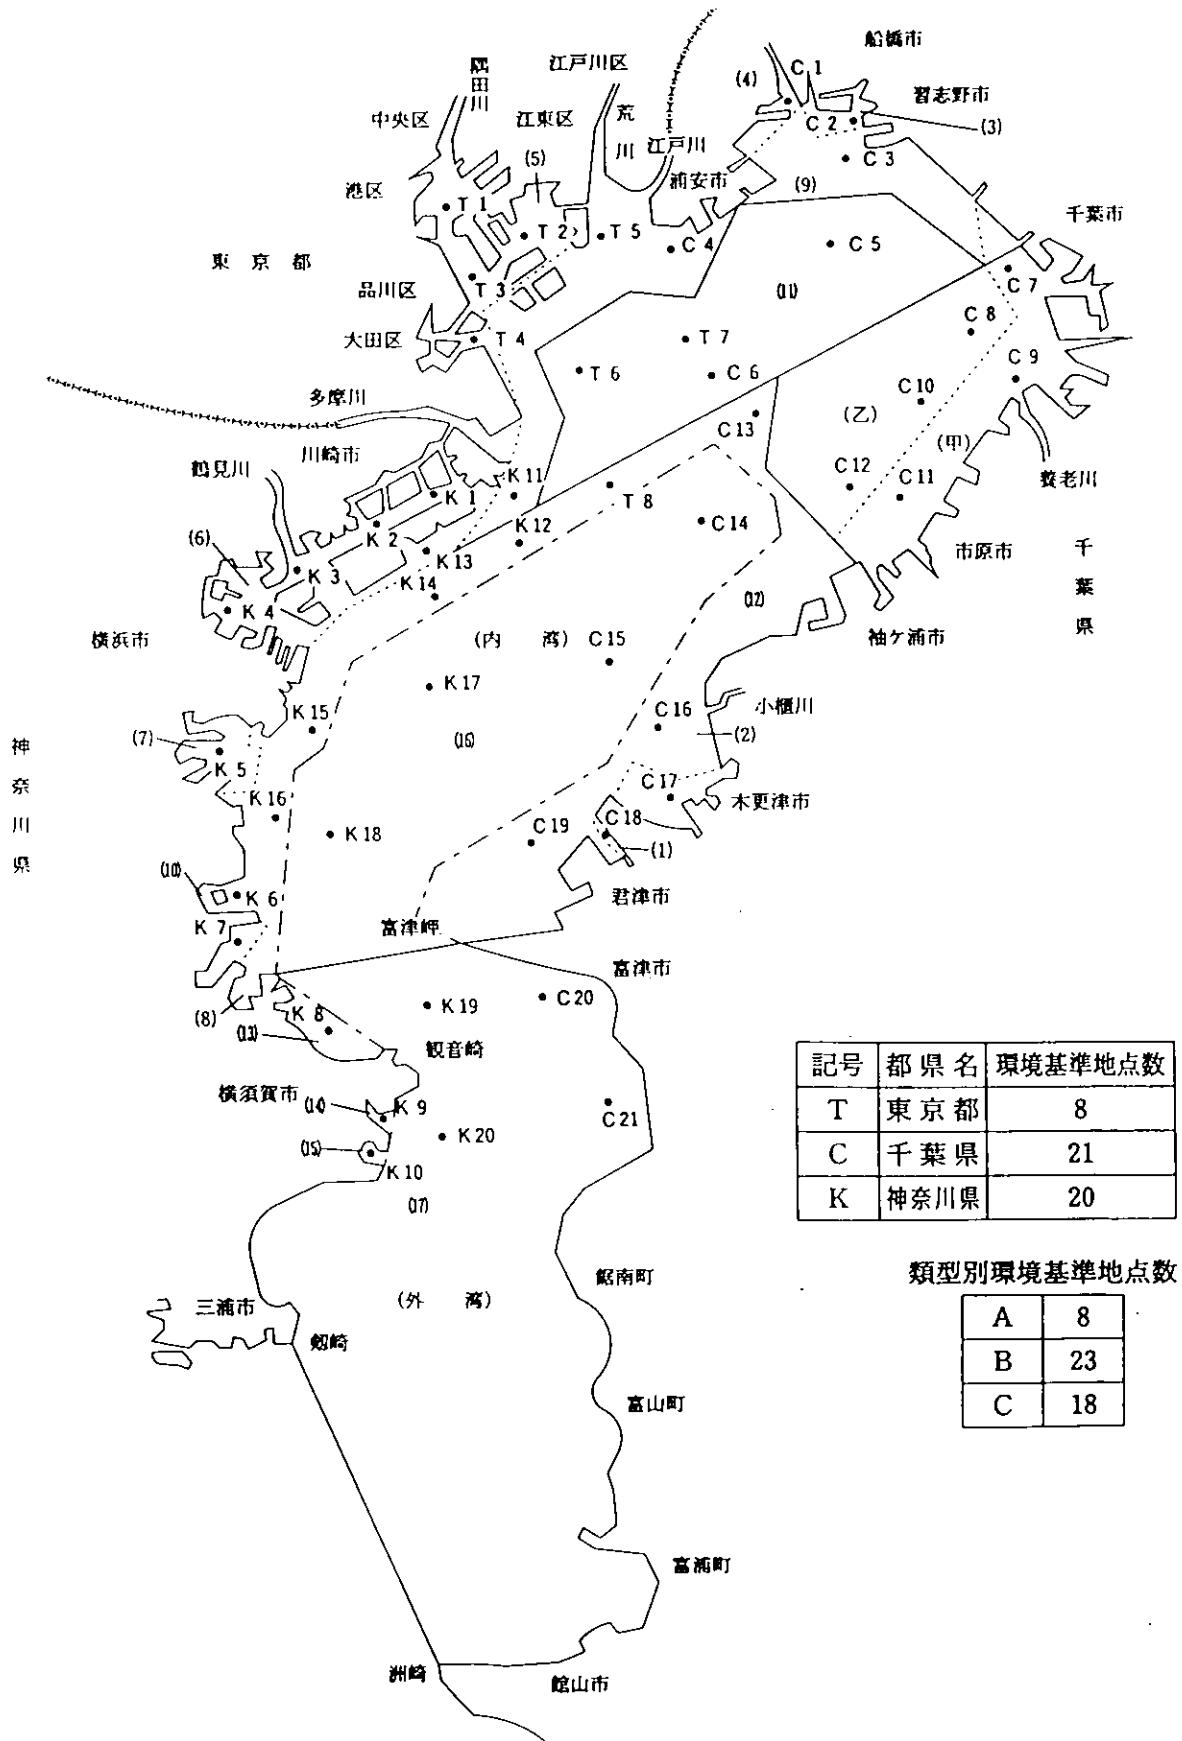 船橋市
C 1
(4)
習志野市
C 2
(3)
C 3
隅田川
江戸川区
荒川
中央区
江東区
江戸川
(5)
浦安市
(9)
港区
T 1
T 2
T 5
C 4
C 5
千葉市
東京都
品川区
T 3
(11)
C 7
C 8
大田区
T 4
T 7
T 6
C 6
C 9
C 10
多摩川
(乙)
C 13
(甲)
川崎市
鶴見川
K 11
C 12
C 11
養老川
K 1
T 8
K 2
K 12
C 14
市原市
千葉県
(6)
K 3
K 13
K 14
K 4
(12)
横浜市
(内湾)
C 15
袖ケ浦市
K 17
小櫃川
K 15
C 16
(2)
神奈川県
(7)
(16)
K 5
C 17
木更津市
K 16
K 18
C 19
C 18
(1)
(10)
K 6
君津市
K 7
富津岬
富津市
(8)
K 8
K 19
C 20
(13)
観音崎
横須賀市
(14)
K 9
C 21
K 20
(15)
K 10
(17)
鋸南町
(外湾)
三浦市
剱崎
富山町
富浦町
洲崎
館山市
記号 都県名 環境基準地点数
T 東京都 8
C 千葉県 21
K 神奈川県 20
類型別環境基準地点数
A 8
B 23
C 18